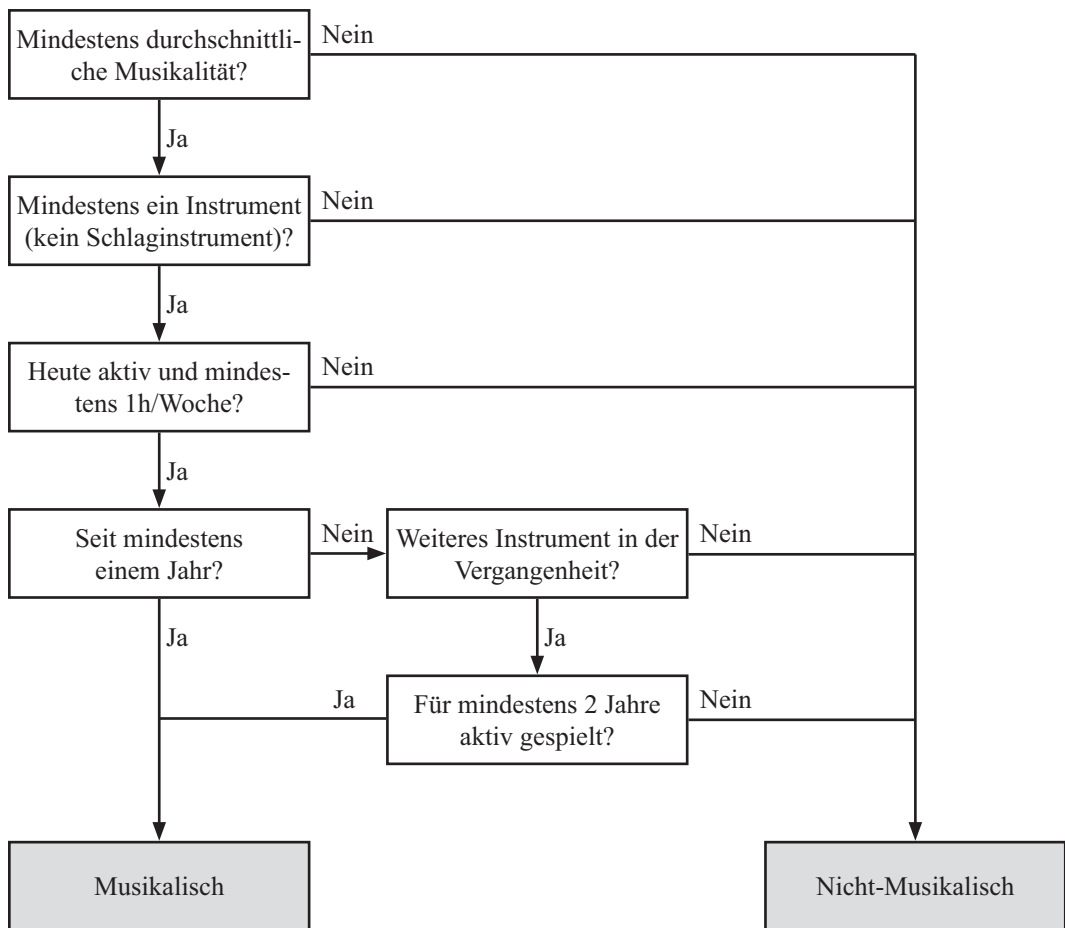 Mindestens durchschnittli-
che Musikalität?
Nein
Ja
Mindestens ein Instrument
(kein Schlaginstrument)?
Nein
Ja
Heute aktiv und mindes-
tens 1h/Woche?
Nein
Ja
Seit mindestens
einem Jahr?
Nein
Weiteres Instrument in der
Vergangenheit?
Nein
Ja
Ja
Ja
Für mindestens 2 Jahre
aktiv gespielt?
Nein
Musikalisch
Nicht-Musikalisch